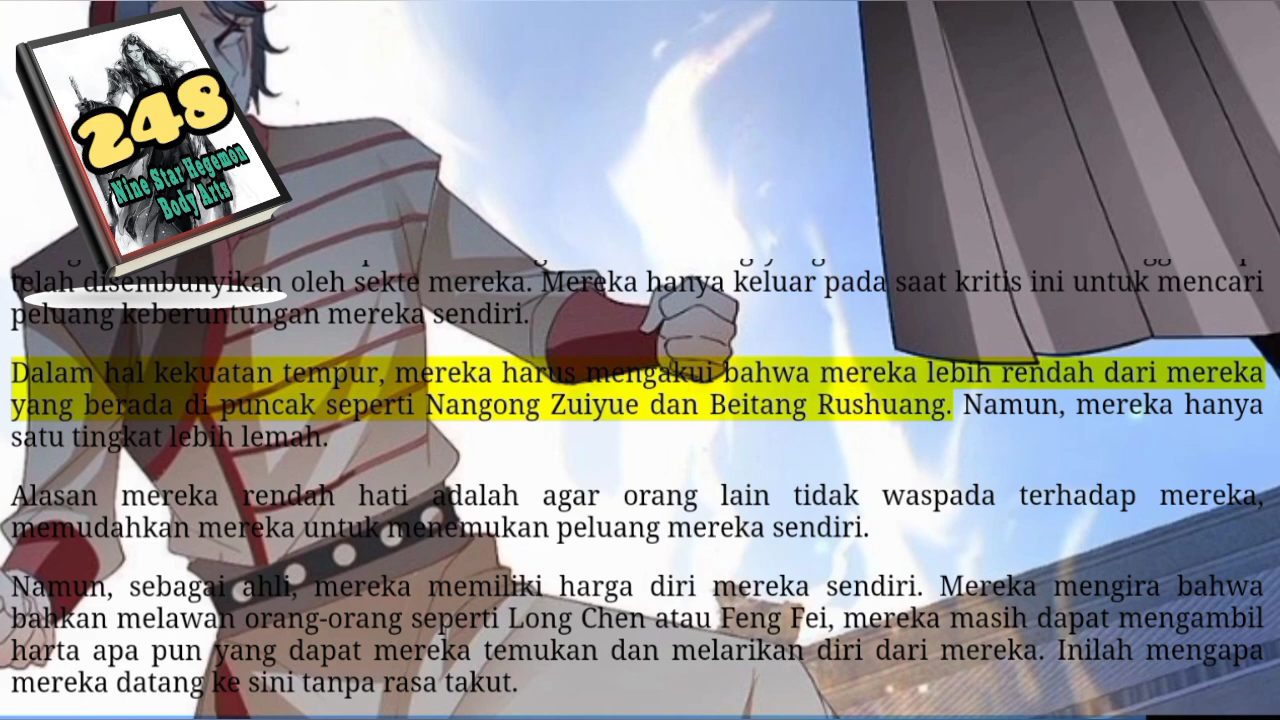 248
Nine Star Hegemon
Body Arts
telah disembunyikan oleh sekte mereka. Mereka hanya keluar pada saat kritis ini untuk mencari
peluang keberuntungan mereka sendiri.
Dalam hal kekuatan tempur, mereka harus mengakui bahwa mereka lebih rendah dari mereka
yang berada di puncak seperti Nangong Zuiyue dan Beitang Rushuang. Namun, mereka hanya
satu tingkat lebih lemah.
Alasan mereka rendah hati adalah agar orang lain tidak waspada terhadap mereka,
memudahkan mereka untuk menemukan peluang mereka sendiri.
Namun, sebagai ahli, mereka memiliki harga diri mereka sendiri. Mereka mengira bahwa
bahkan melawan orang-orang seperti Long Chen atau Feng Fei, mereka masih dapat mengambil
harta apa pun yang dapat mereka temukan dan melarikan diri dari mereka. Inilah mengapa
mereka datang ke sini tanpa rasa takut.